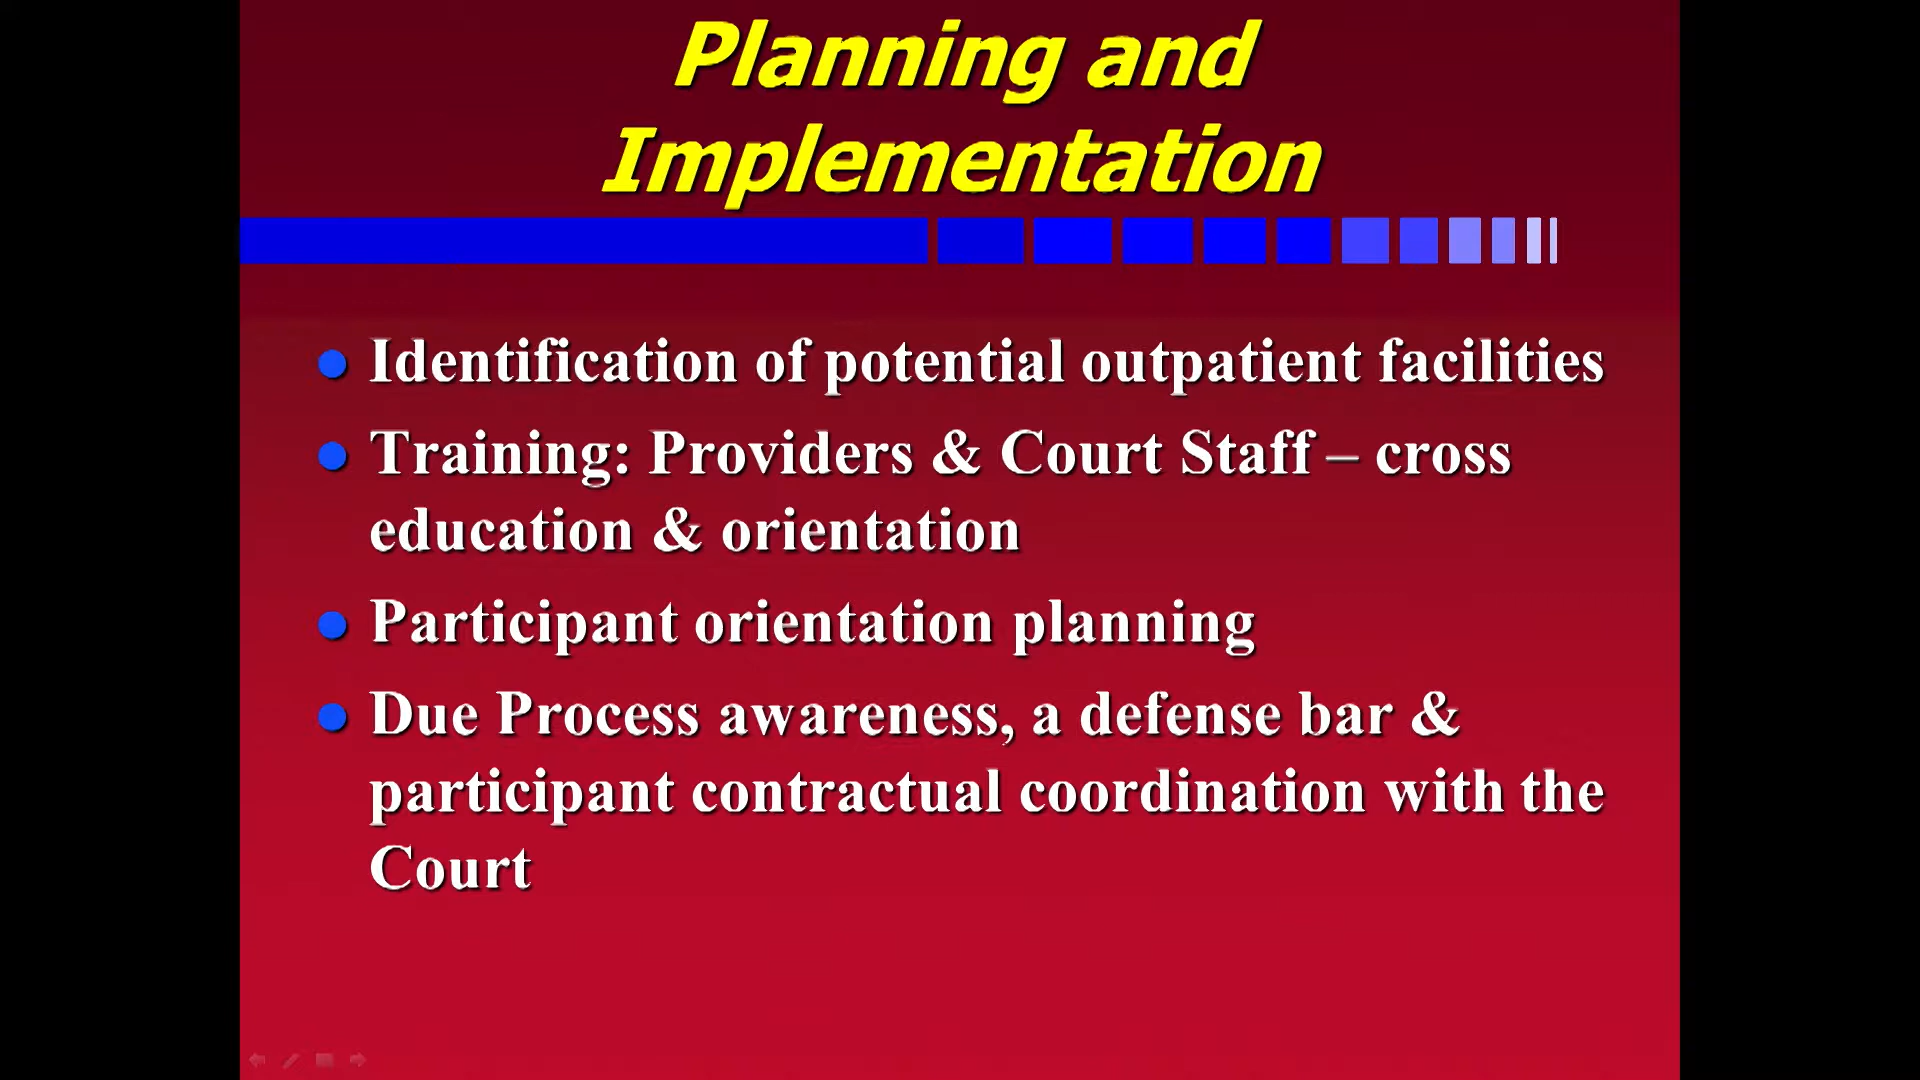 Planning and
Implementation
Identification of potential outpatient facilities
Training: Providers & Court Staff – cross
education & orientation
Participant orientation planning
Due Process awareness, a defense bar &
participant contractual coordination with the
Court